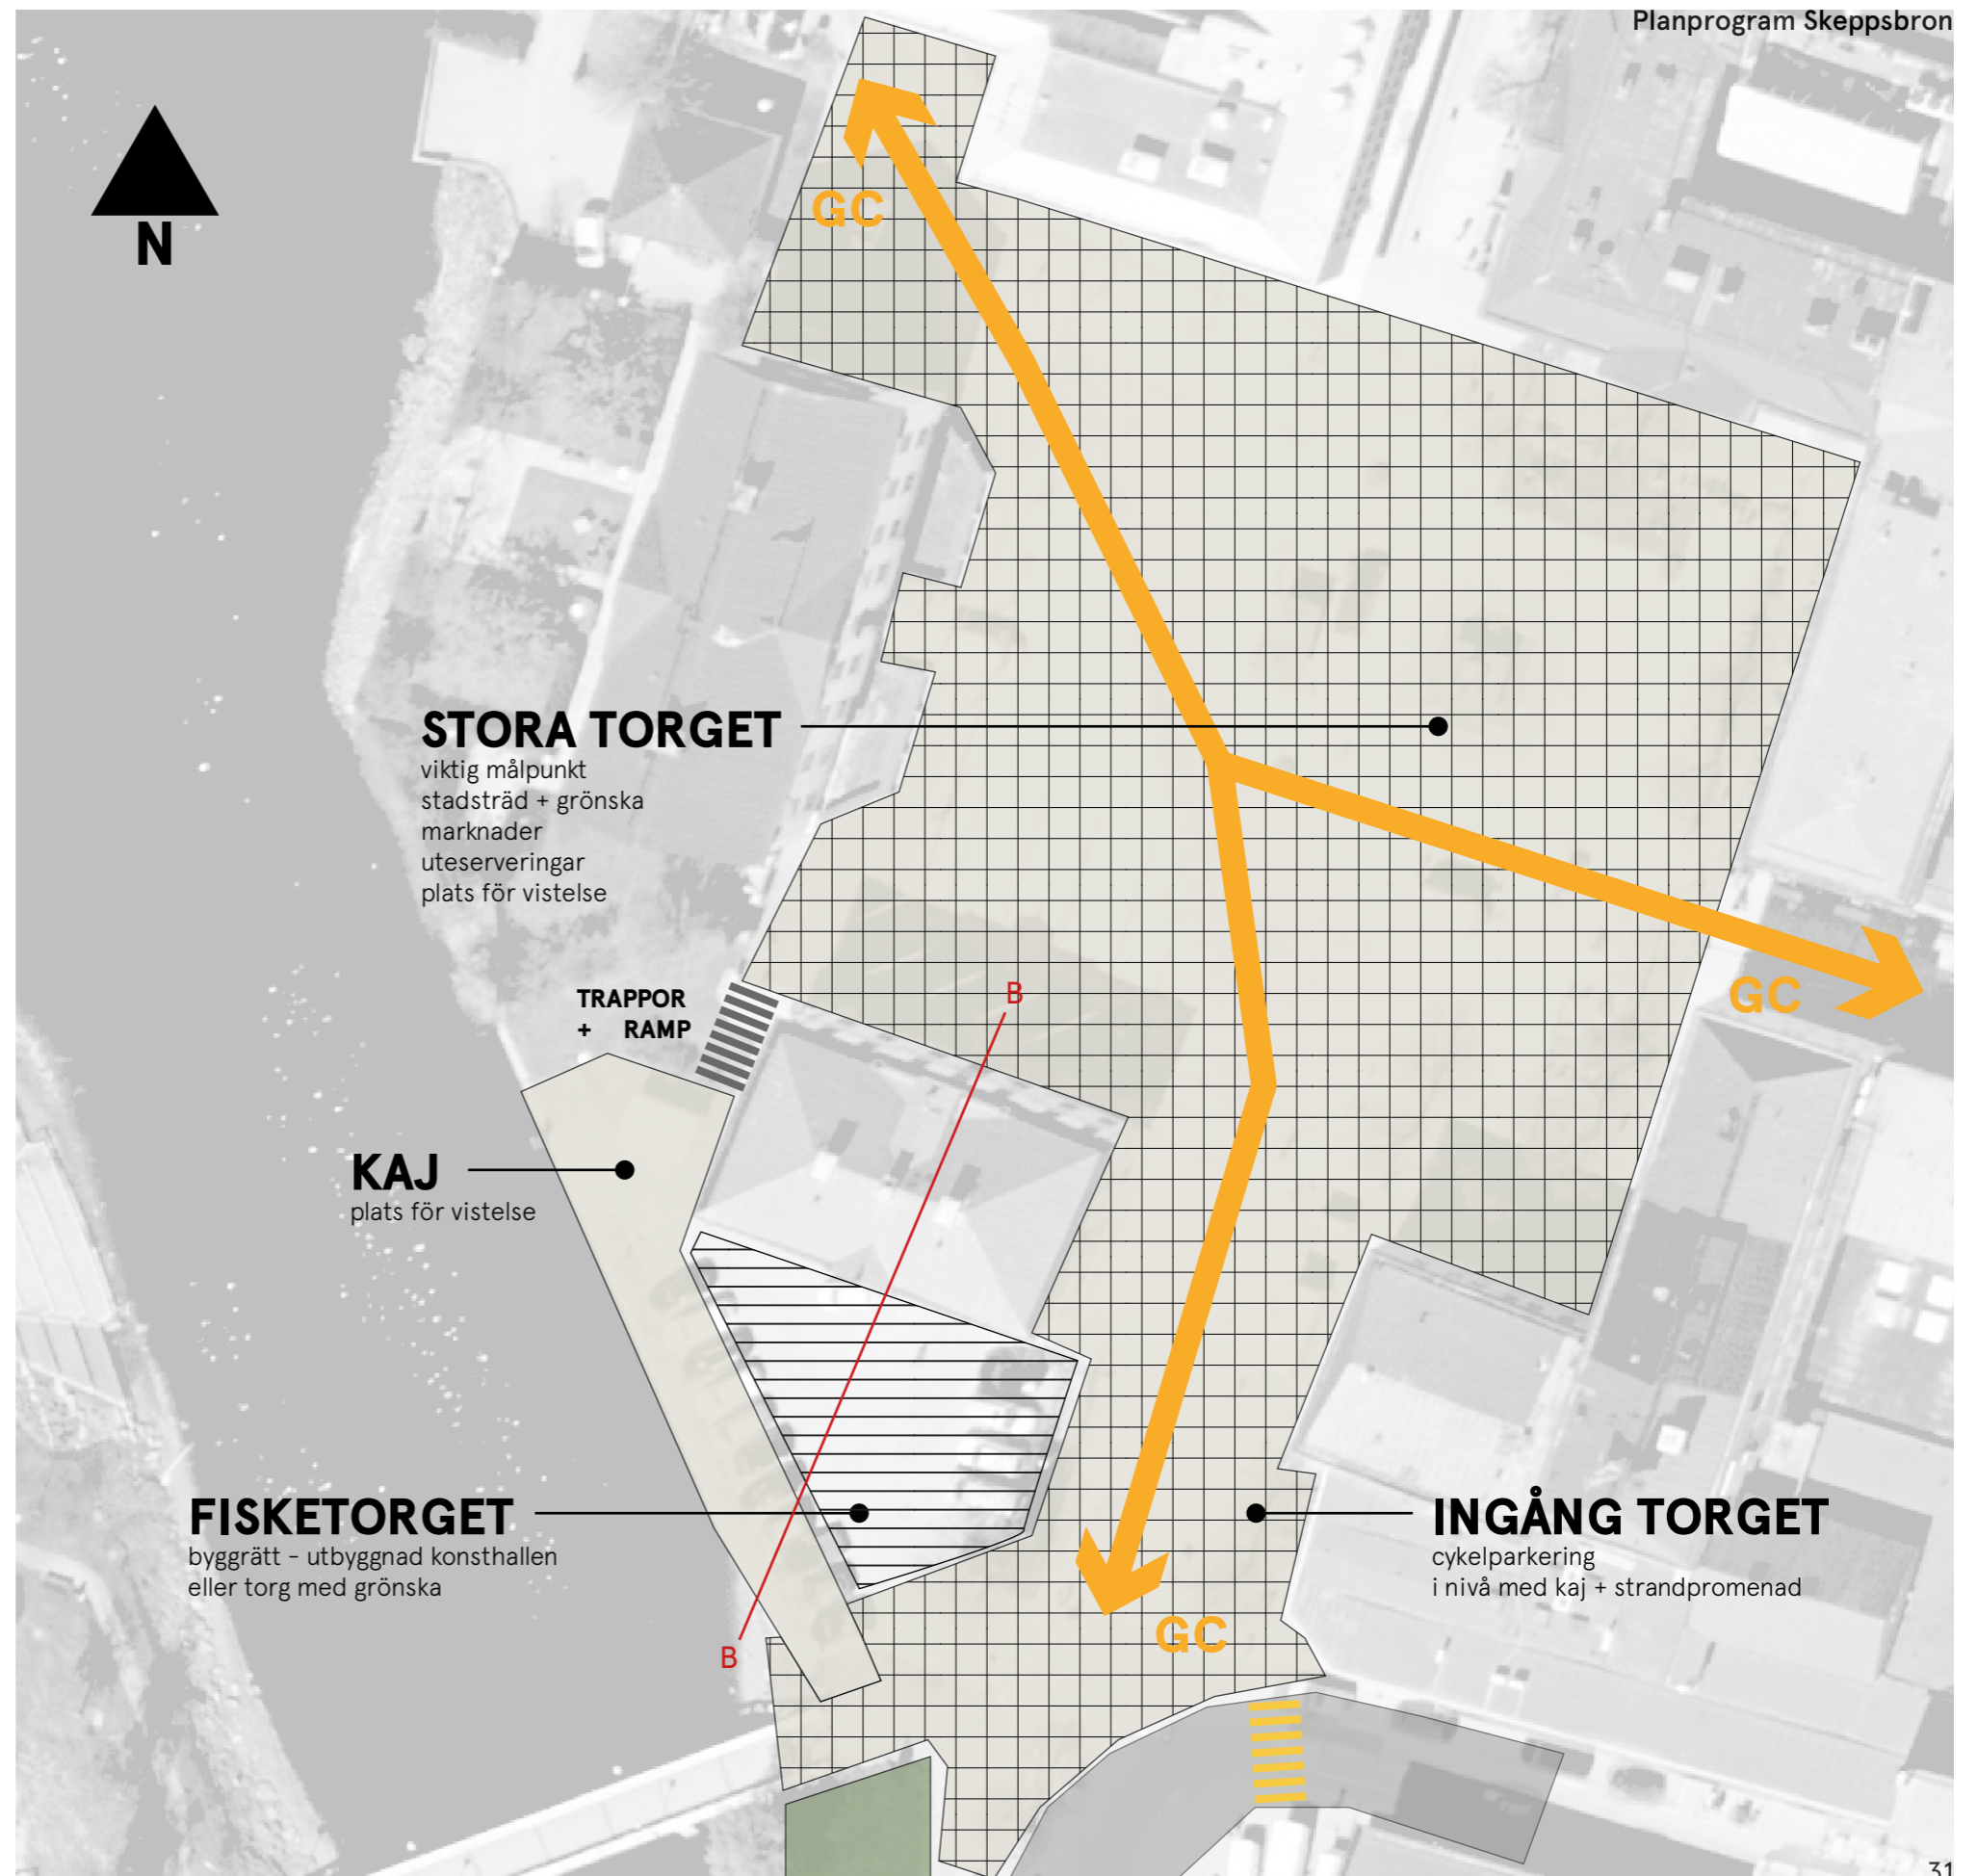 Planprogram Skeppsbron
N
GC
STORA TORGET
viktig målpunkt
stadsträd + grönska
marknader
uteserveringar
plats för vistelse
TRAPPOR
+ RAMP
B
GC
KAJ
plats för vistelse
FISKETORGET
byggrätt - utbyggnad konsthallen
eller torg med grönska
INGÅNG TORGET
cykelparkering
i nivå med kaj + strandpromenad
GC
B
31